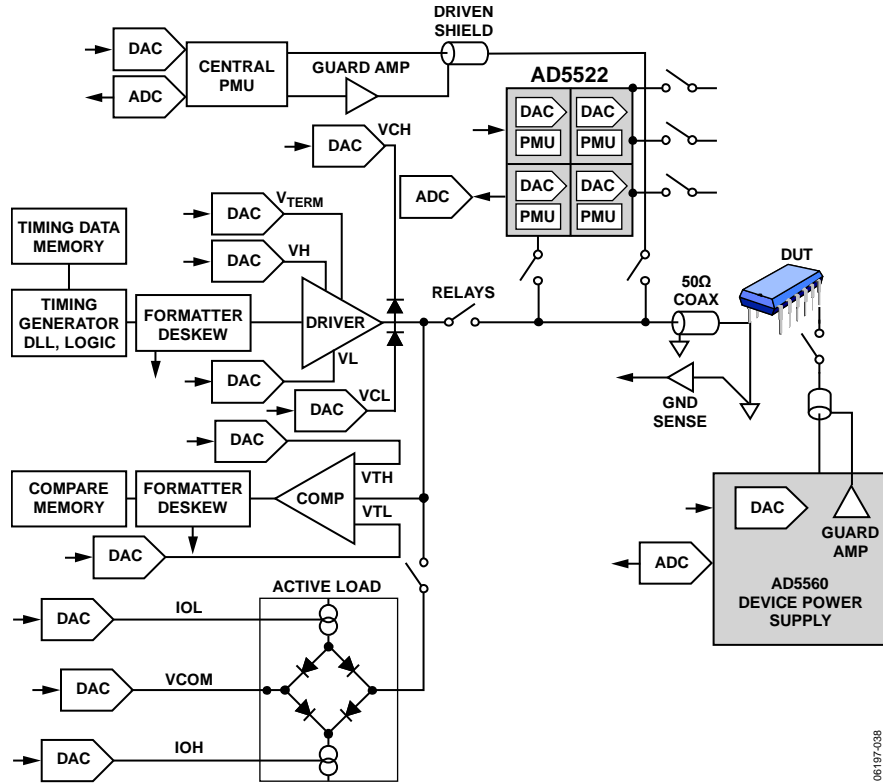 DRIVEN
SHIELD
DAC
ADC
CENTRAL
PMU
GUARD AMP
AD5522
DAC
DAC
PMU
PMU
DAC
DAC
PMU
PMU
ADC
DAC
VCH
DAC
VTERM
DAC
VH
TIMING DATA
MEMORY
TIMING
GENERATOR
DLL, LOGIC
FORMATTER
DESKEW
DRIVER
RELAYS
50Ω
COAX
DUT
VL
DAC
DAC
VCL
GND
SENSE
DAC
VTH
COMPARE
MEMORY
FORMATTER
DESKEW
COMP
VTL
DAC
DAC
GUARD
AMP
ADC
AD5560
DEVICE POWER
SUPPLY
ACTIVE LOAD
DAC
IOL
DAC
VCOM
DAC
IOH
06197-038